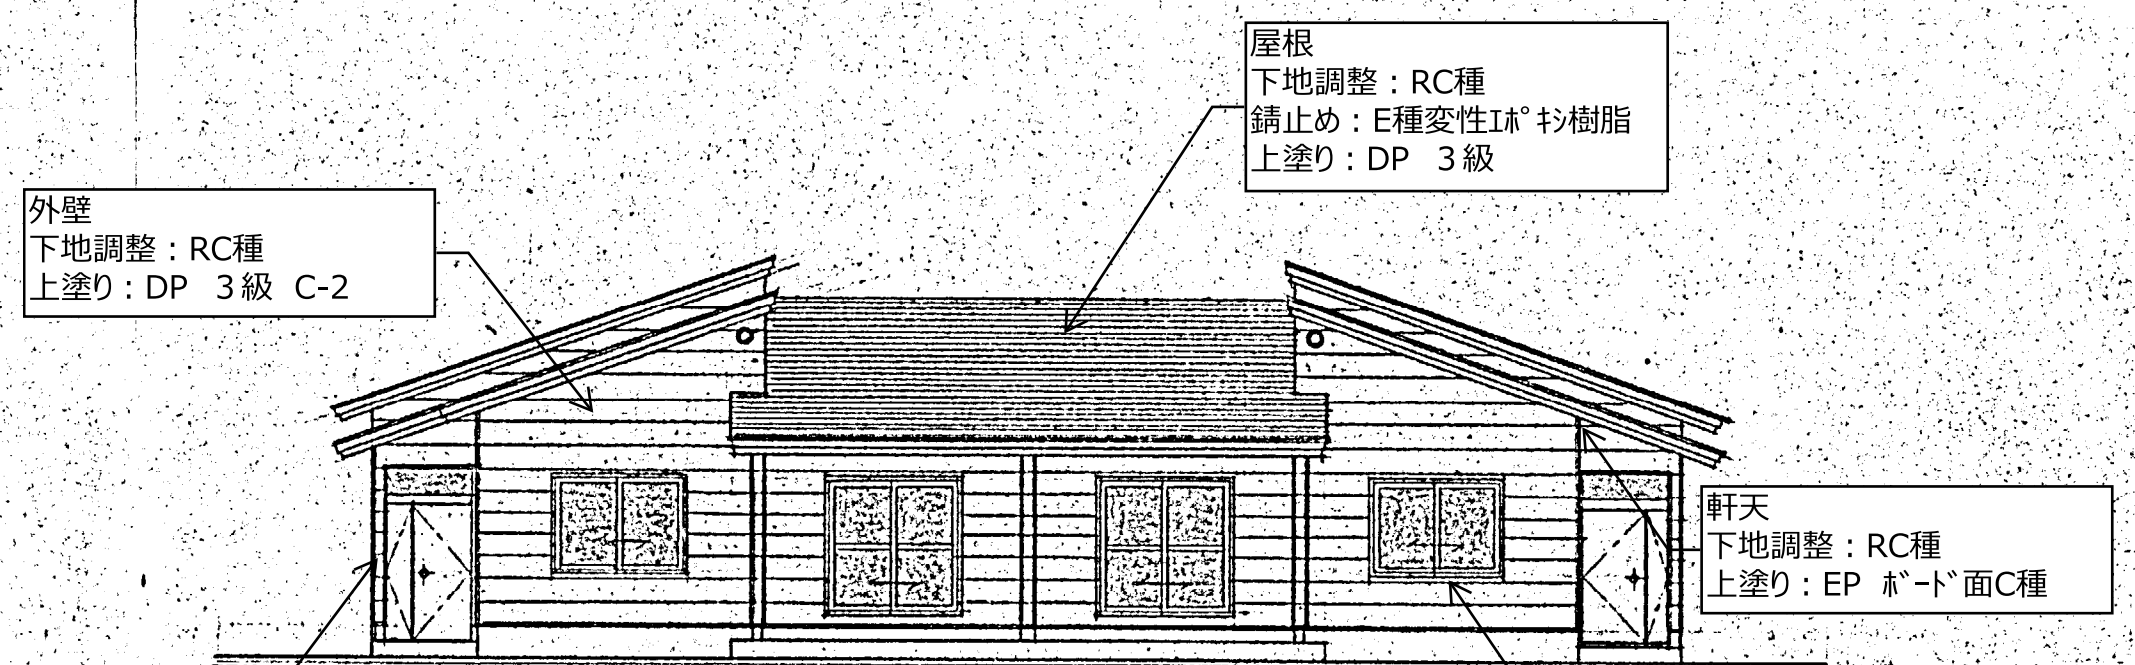 屋根
下地調整：RC種
錆止め：E種変性ｴﾎﾟｷｼ樹脂
上塗り：DP　３級
外壁
下地調整：RC種
上塗り：DP　３級　C-2
軒天
下地調整：RC種
上塗り：EP　ﾎﾞｰﾄﾞ面C種